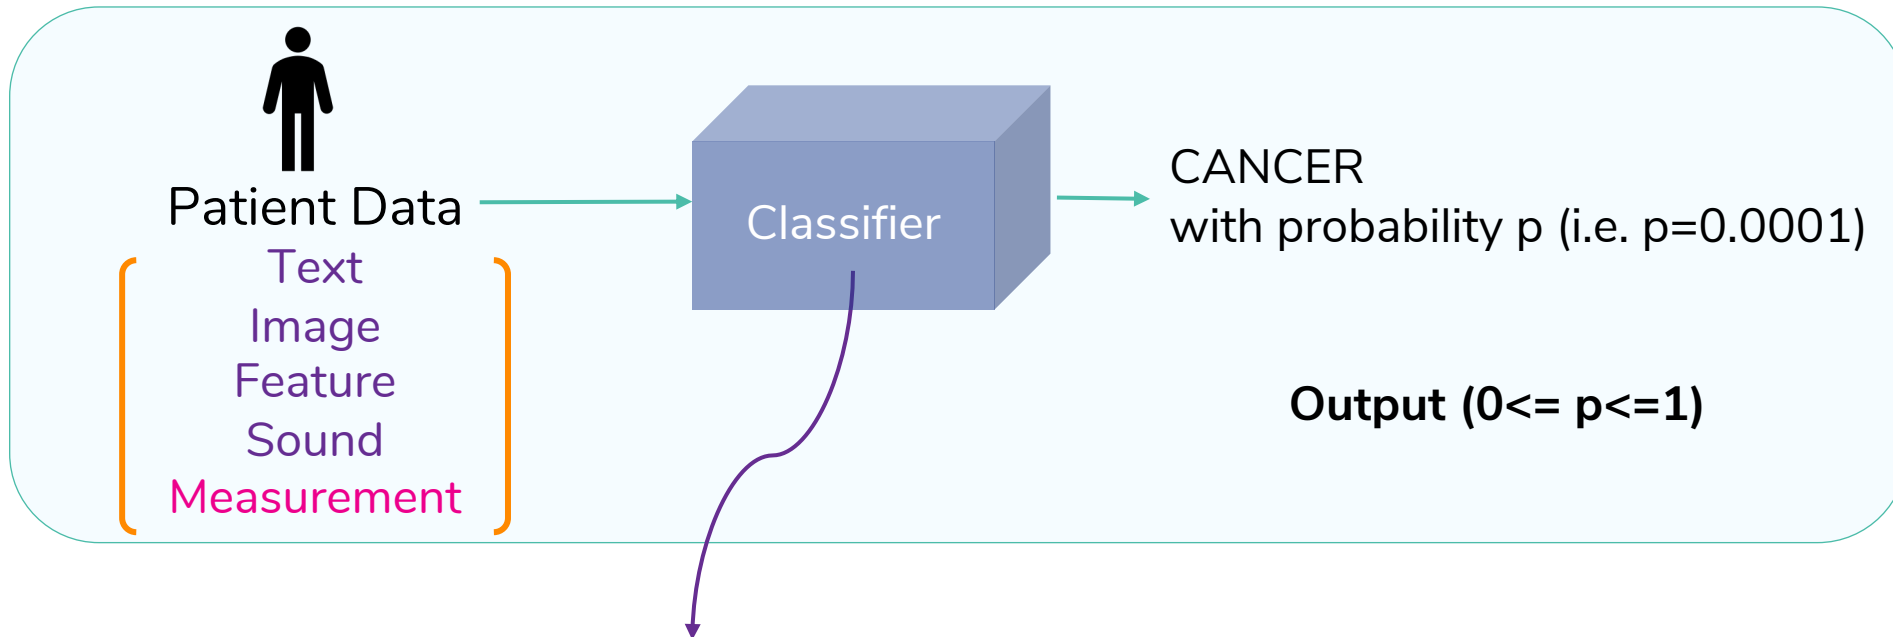 Patient Data
Text
Image
Feature
Sound
Measurement
Classifier
CANCER
with probability p (i.e. p=0.0001)
Output (0<= p<=1)